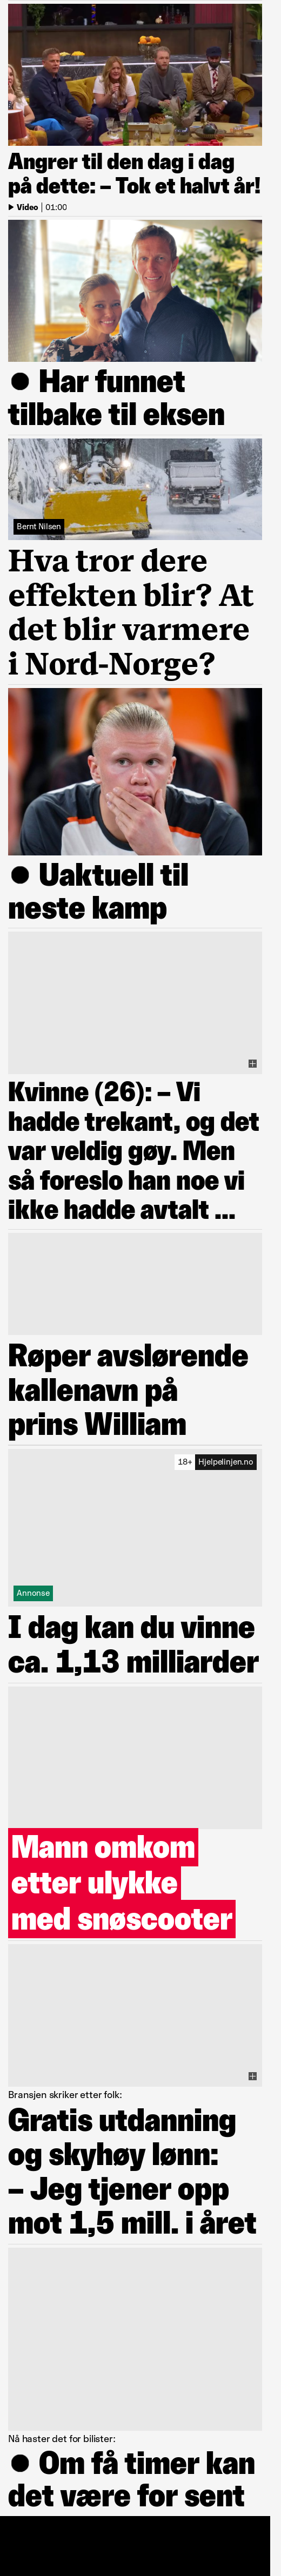 Angrer til den dag i dag
på dette: – Tok et halvt år!
Video | 01:00
● Har funnet
tilbake til eksen
Bernt Nilsen
Hva tror dere
effekten blir? At
det blir varmere
i Nord-Norge?
● Uaktuell til
neste kamp
Kvinne (26): – Vi
hadde trekant, og det
var veldig gøy. Men
så foreslo han noe vi
ikke hadde avtalt ...
Røper avslørende
kallenavn på
prins William
18+ Hjelpelinjen.no
Annonse
I dag kan du vinne
ca. 1,13 milliarder
Mann omkom
etter ulykke
med snøscooter
Bransjen skriker etter folk:
Gratis utdanning
og skyhøy lønn:
– Jeg tjener opp
mot 1,5 mill. i året
Nå haster det for bilister:
● Om få timer kan
det være for sent